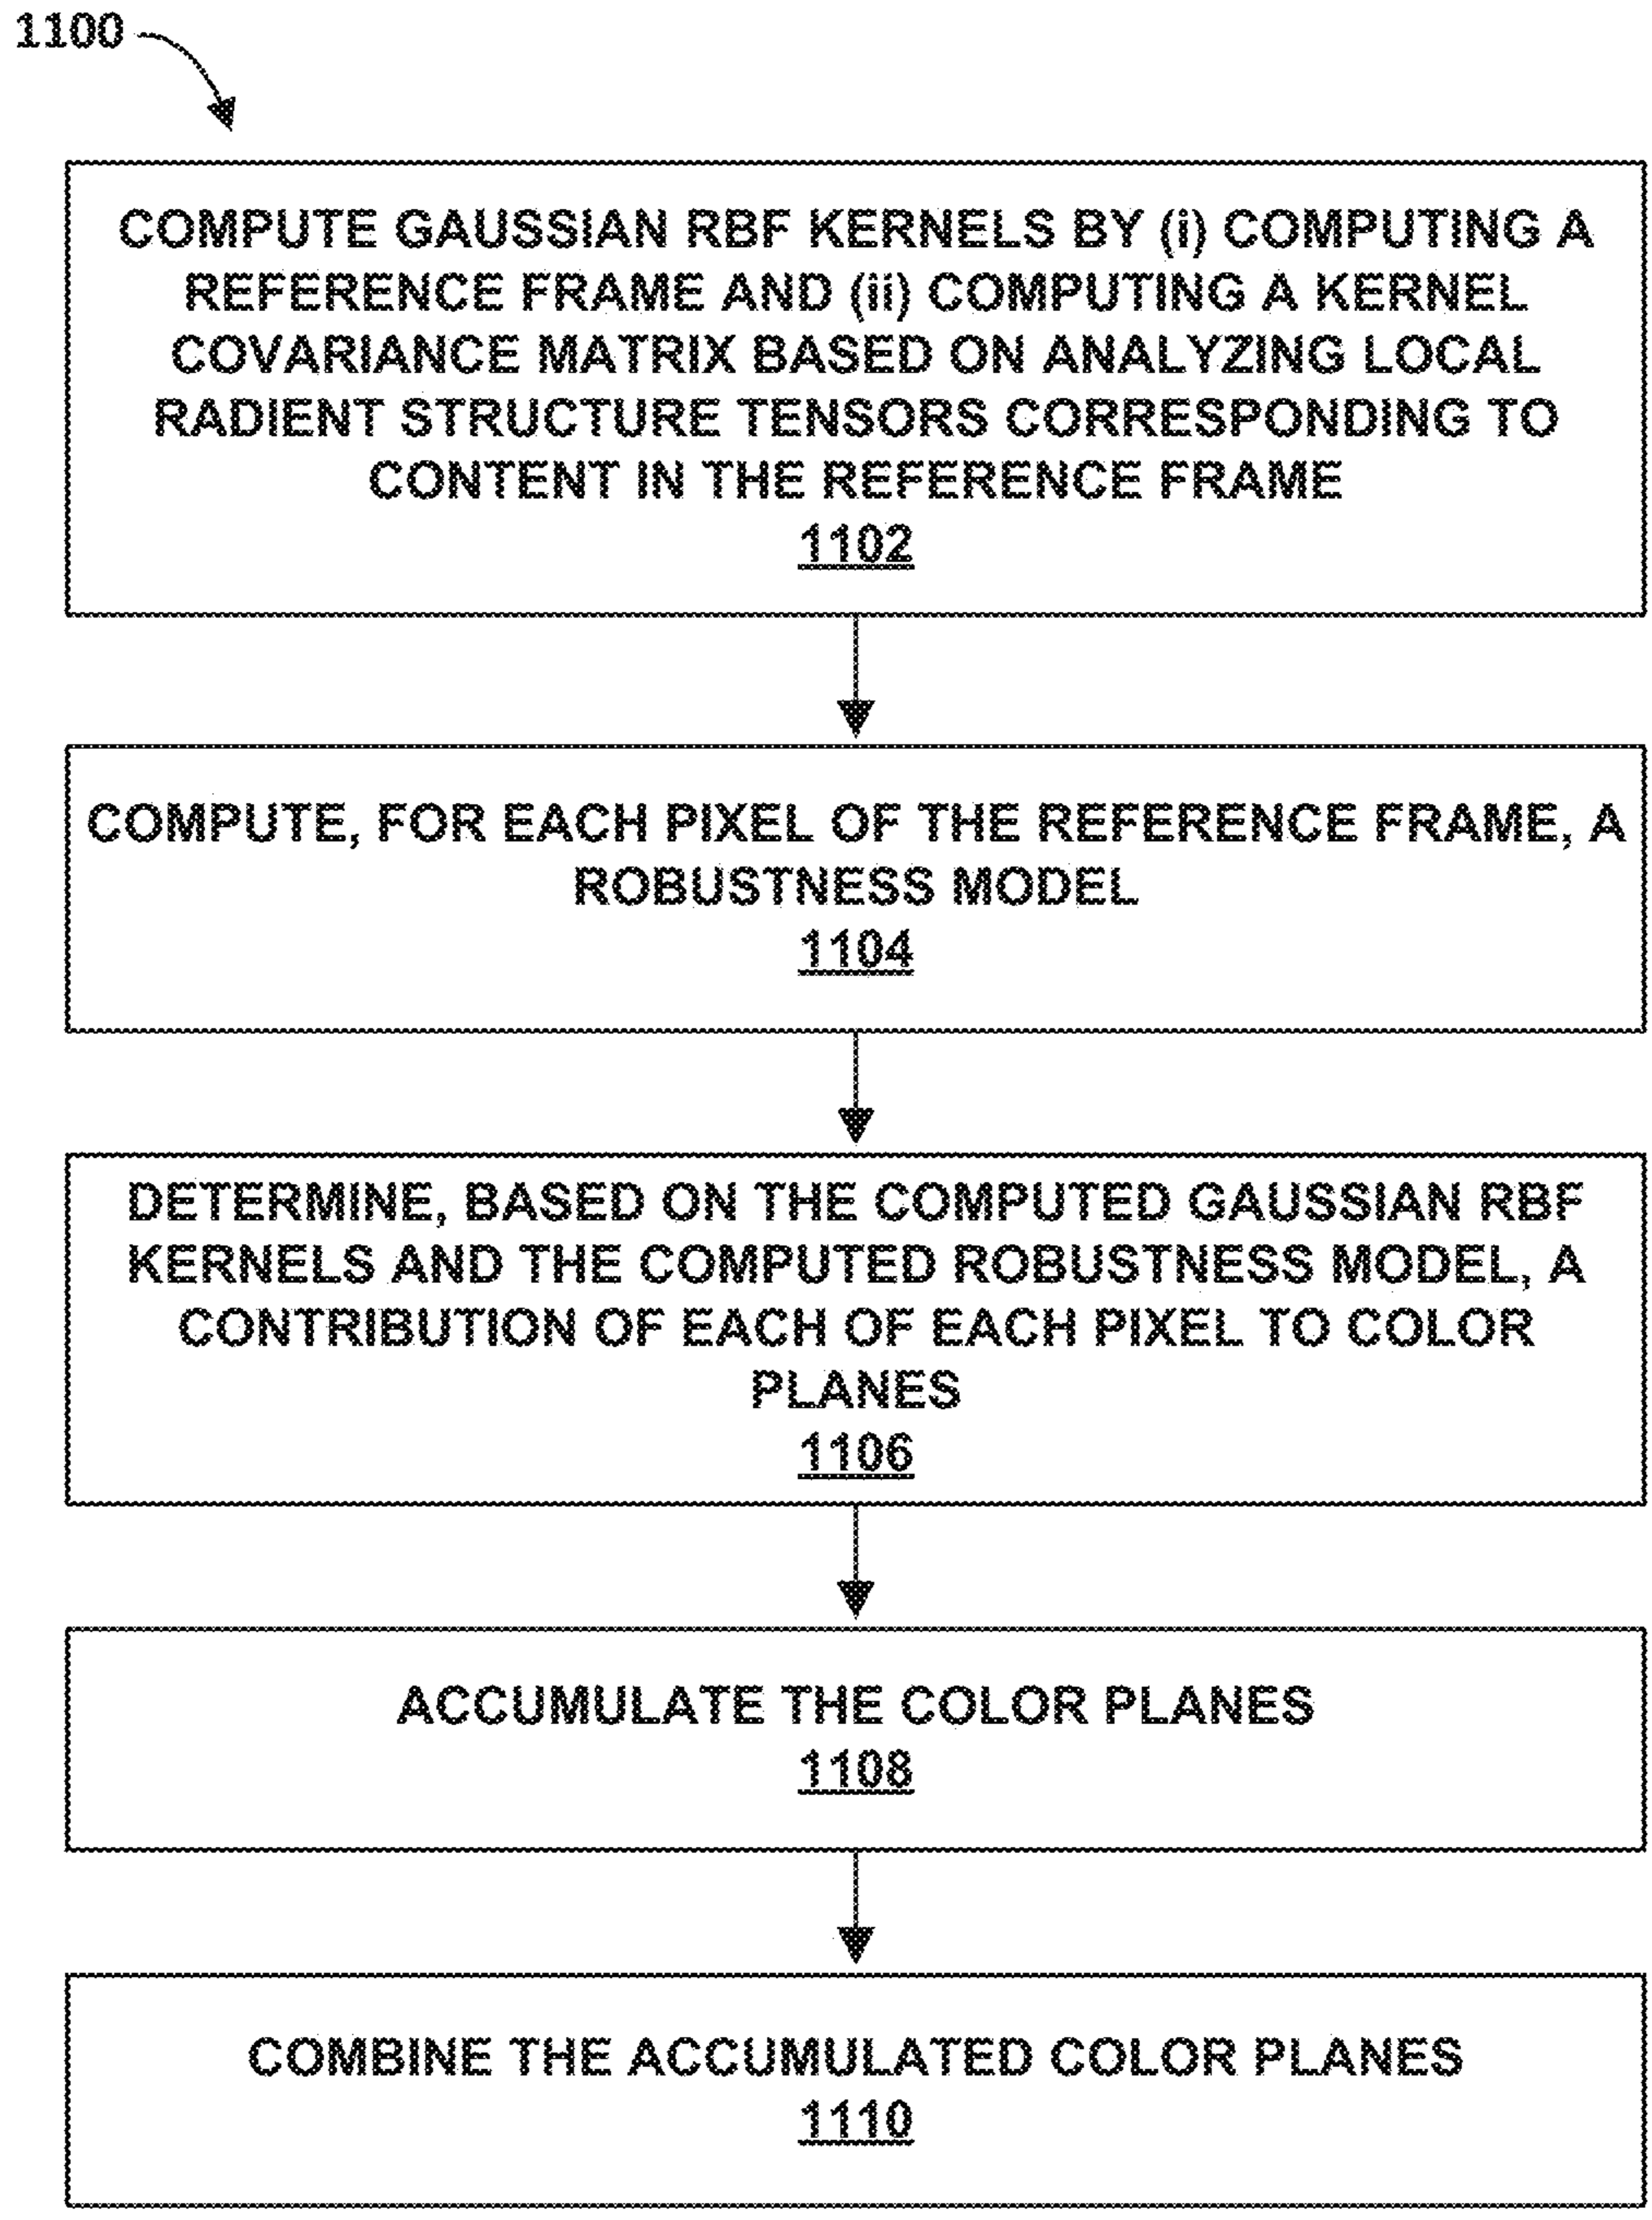 1100
COMPUTE GAUSSIAN RBF KERNELS BY (i) COMPUTING A
REFERENCE FRAME AND (ii) COMPUTING A KERNEL
COVARIANCE MATRIX BASED ON ANALYZING LOCAL
RADIENT STRUCTURE TENSORS CORRESPONDING TO
CONTENT IN THE REFERENCE FRAME
1102
COMPUTE, FOR EACH PIXEL OF THE REFERENCE FRAME, A
ROBUSTNESS MODEL
1104
DETERMINE, BASED ON THE COMPUTED GAUSSIAN RBF
KERNELS AND THE COMPUTED ROBUSTNESS MODEL, A
CONTRIBUTION OF EACH OF EACH PIXEL TO COLOR
PLANES
1106
ACCUMULATE THE COLOR PLANES
1108
COMBINE THE ACCUMULATED COLOR PLANES
1110